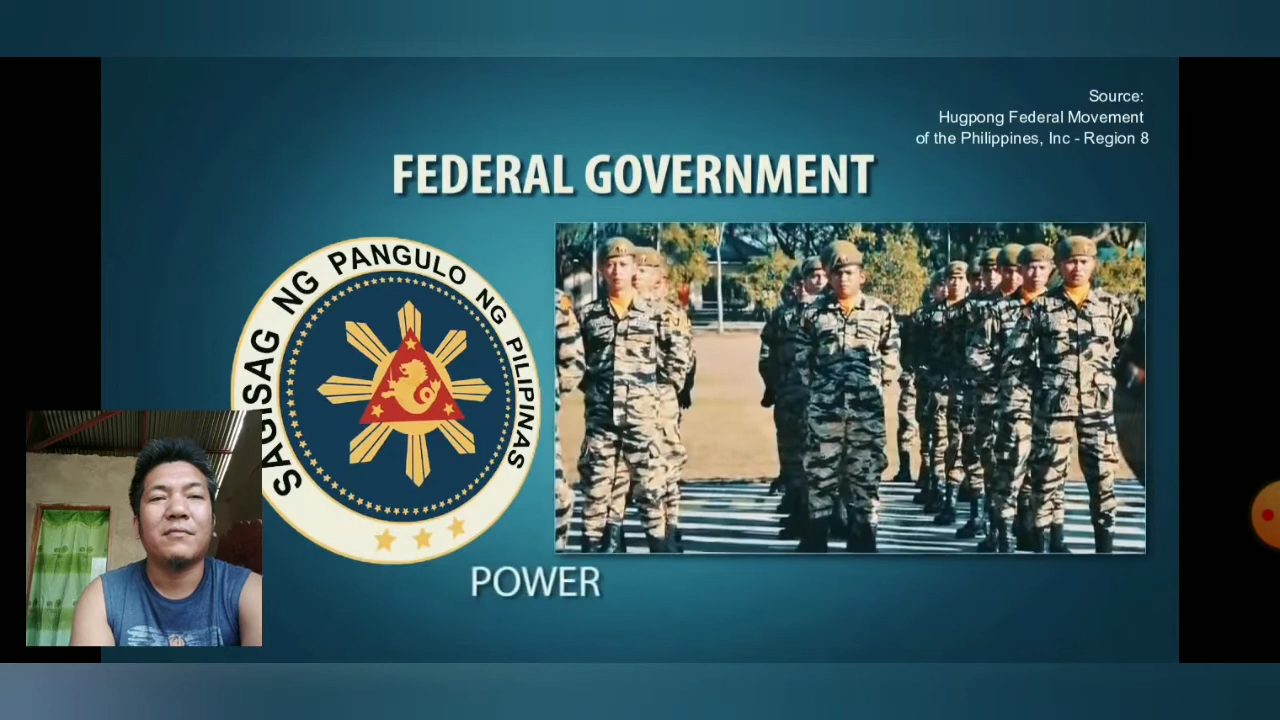 Source:
Hugpong Federal Movement
of the Philippines, Inc - Region 8
FEDERAL GOVERNMENT
SAGISAG NG PANGULO NG PILIPINAS
POWER